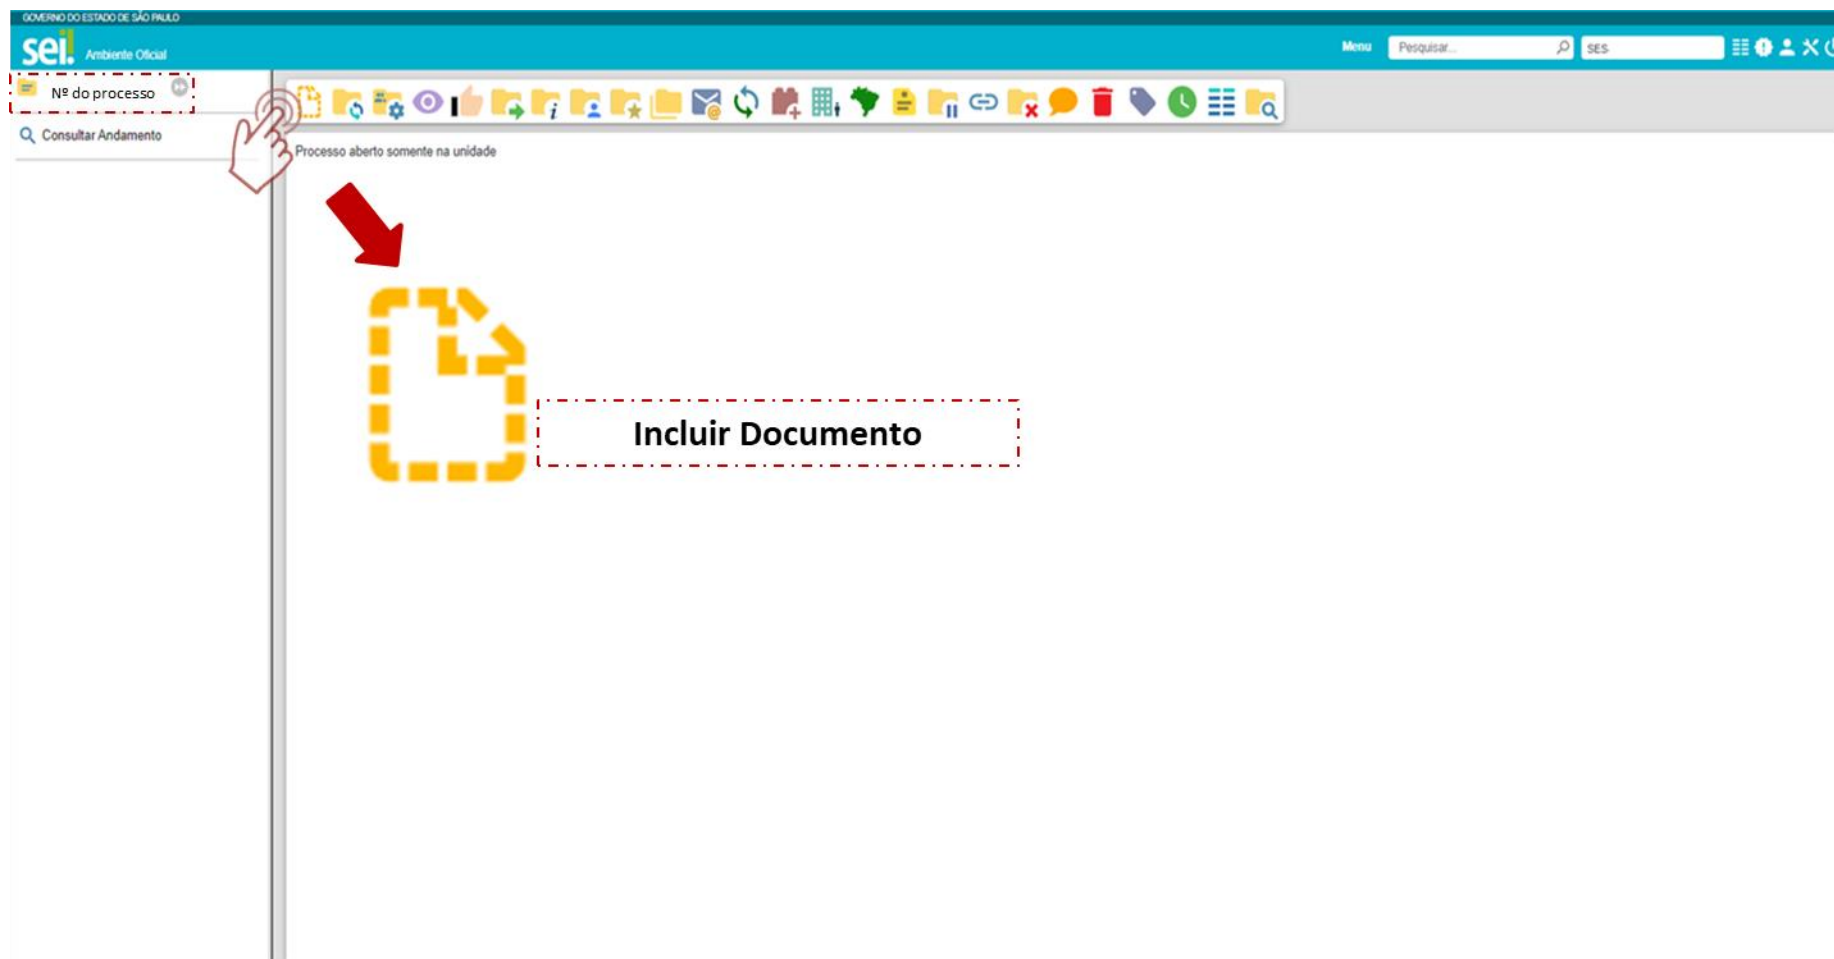 GOVERNO DO ESTADO DE SÃO PAULO
sei! Ambiente Oficial
Menu
Pesquisar...
SES
Nº do processo
Consultar Andamento
Processo aberto somente na unidade
Incluir Documento